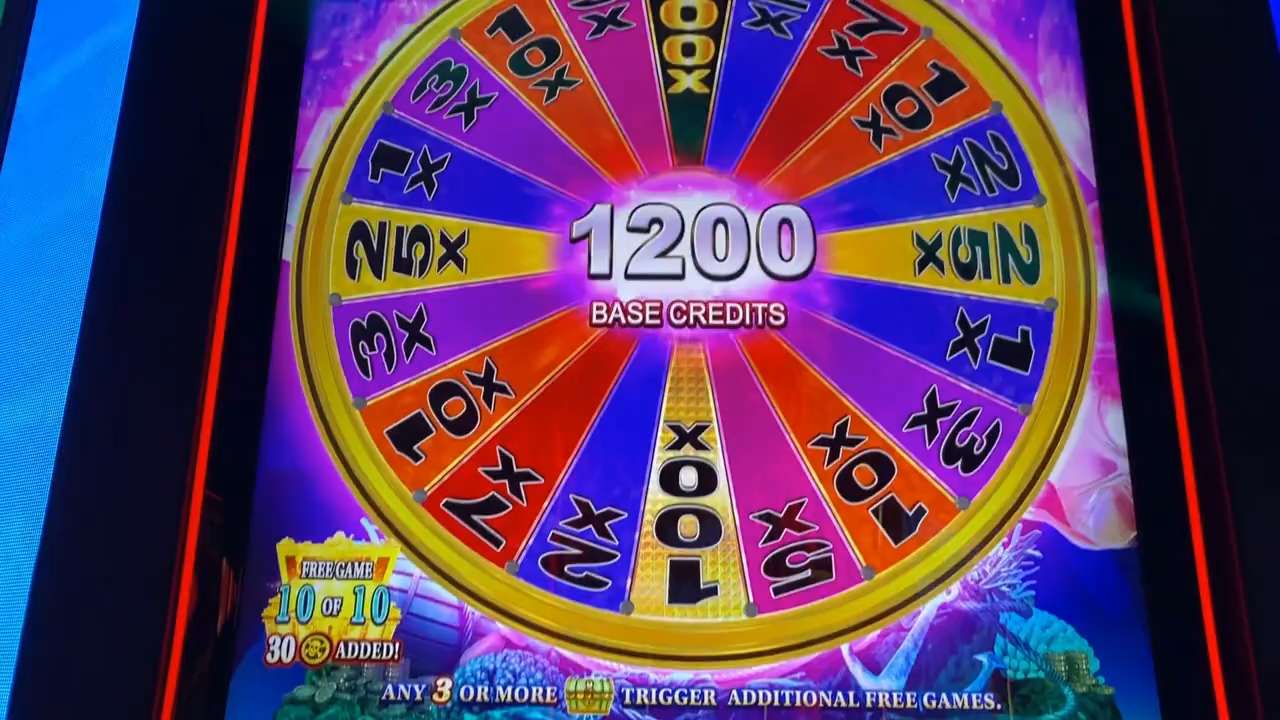 00X
7X
10X
2X
25X
1X
3X
10X
5X
100X
2X
7X
10X
3X
25X
1X
3X
10X
1200
BASE CREDITS
FREE GAME
10 OF 10
30 ADDED!
ANY 3 OR MORE TRIGGER ADDITIONAL FREE GAMES.